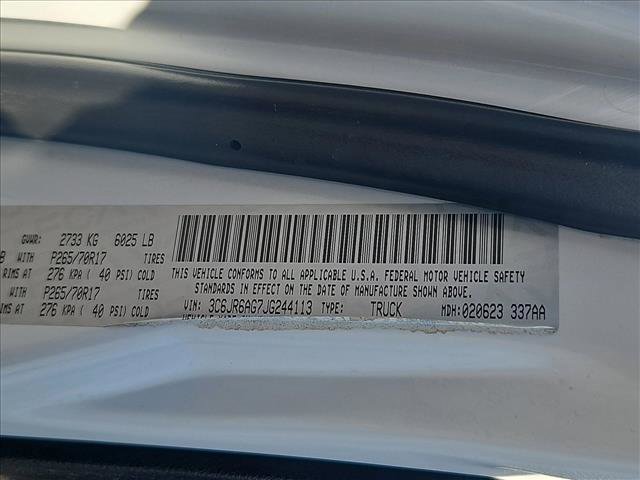 GVWR: 2733 KG 6025 LB
B WITH P265/70R17 TIRES
RIMS AT 276 KPA ( 40 PSI) COLD
WITH P265/70R17 TIRES
RIMS AT 276 KPA ( 40 PSI) COLD
THIS VEHICLE CONFORMS TO ALL APPLICABLE U.S.A. FEDERAL MOTOR VEHICLE SAFETY
STANDARDS IN EFFECT ON THE DATE OF MANUFACTURE SHOWN ABOVE.
VIN: 3C6JR6AG7JG244113 TYPE: TRUCK MDH: 020623 337AA